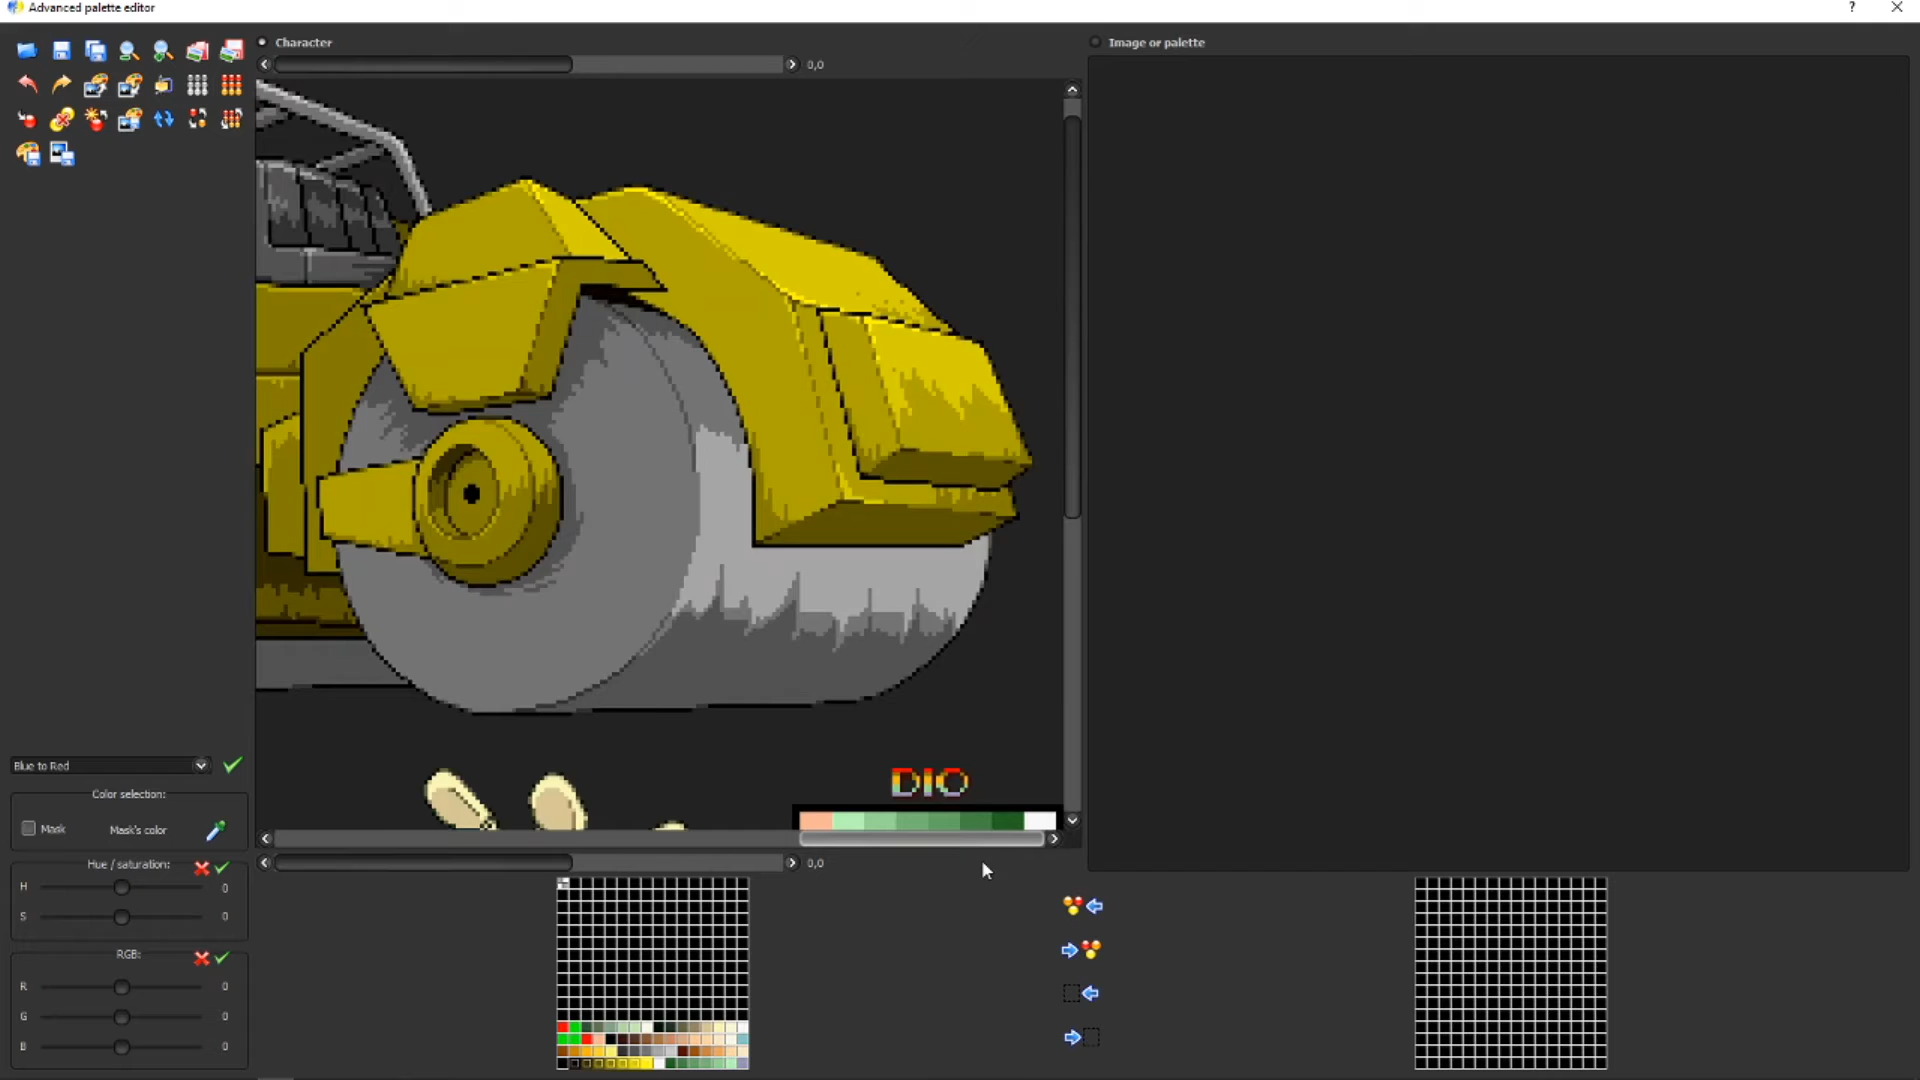 Advanced palette editor
?
Character
0,0
Image or palette
Blue to Red
Color selection:
Mask
Mask's color
Hue / saturation:
H
0
S
0
RGB:
R
0
G
0
B
0
DIO
0,0